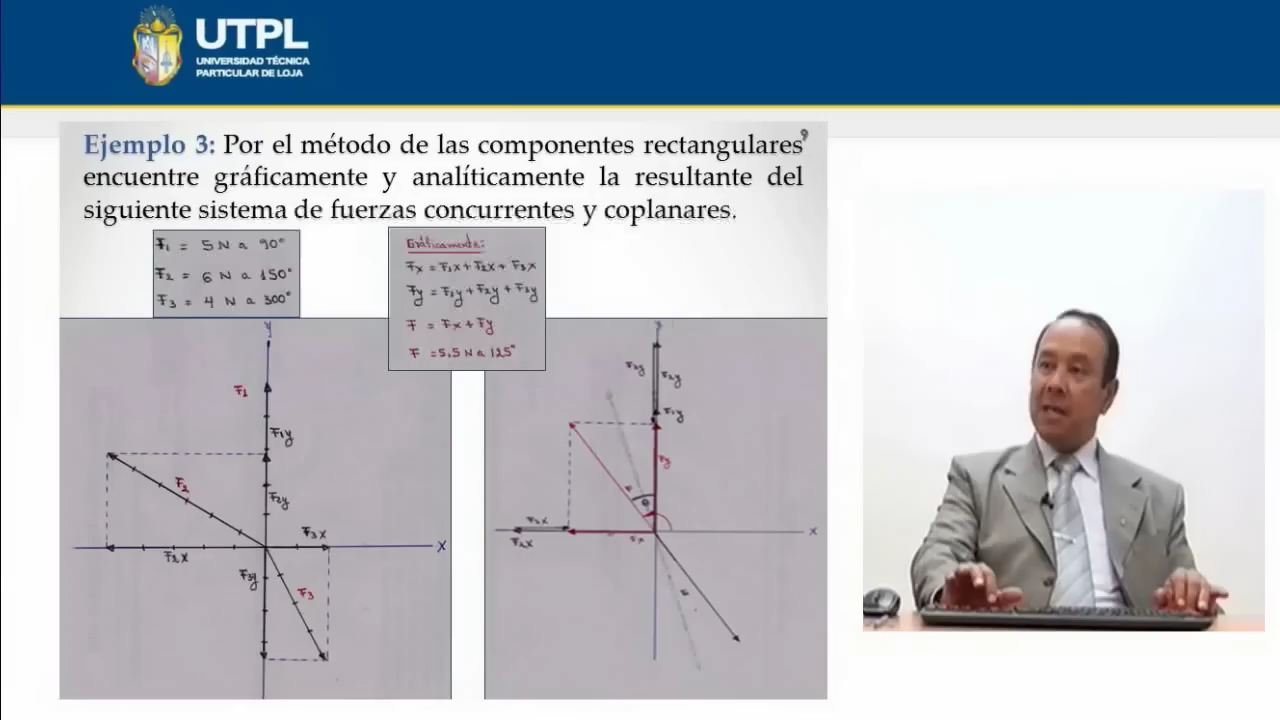 UTPL
UNIVERSIDAD TÉCNICA
PARTICULAR DE LOJA
9
Ejemplo 3: Por el método de las componentes rectangulares
encuentre gráficamente y analíticamente la resultante del
siguiente sistema de fuerzas concurrentes y coplanares.
F₁ = 5 N a 90°
F₂ = 6 N a 150°
F₃ = 4 N a 300°
Gráficamente:
Fx = F₁x + F₂x + F₃x
Fy = F₁y + F₂y + F₃y
F = Fx + Fy
F = 5,5 N a 125°
y
F₁
F₁y
F₂
F₂y
F₃x
x
F₂x
F₃y
F₃
y
F₃y
F₂y
F₁y
Fy
F
θ
F₃x
F₂x
Fx
x